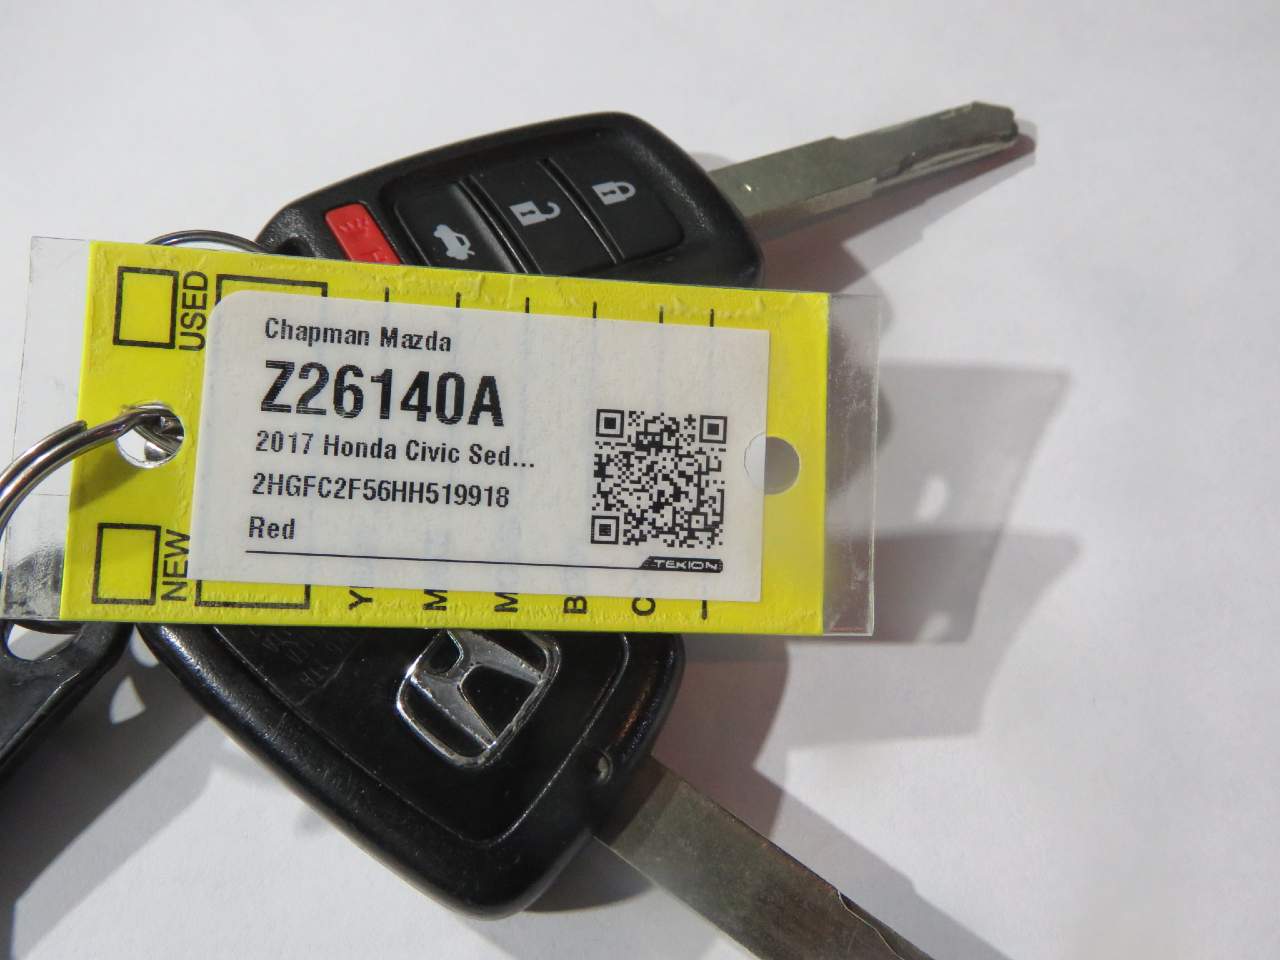 USED
Chapman Mazda
Z26140A
2017 Honda Civic Sed...
2HGFC2F56HH519918
Red
TEKION
NEW
Y
M
M
B
C